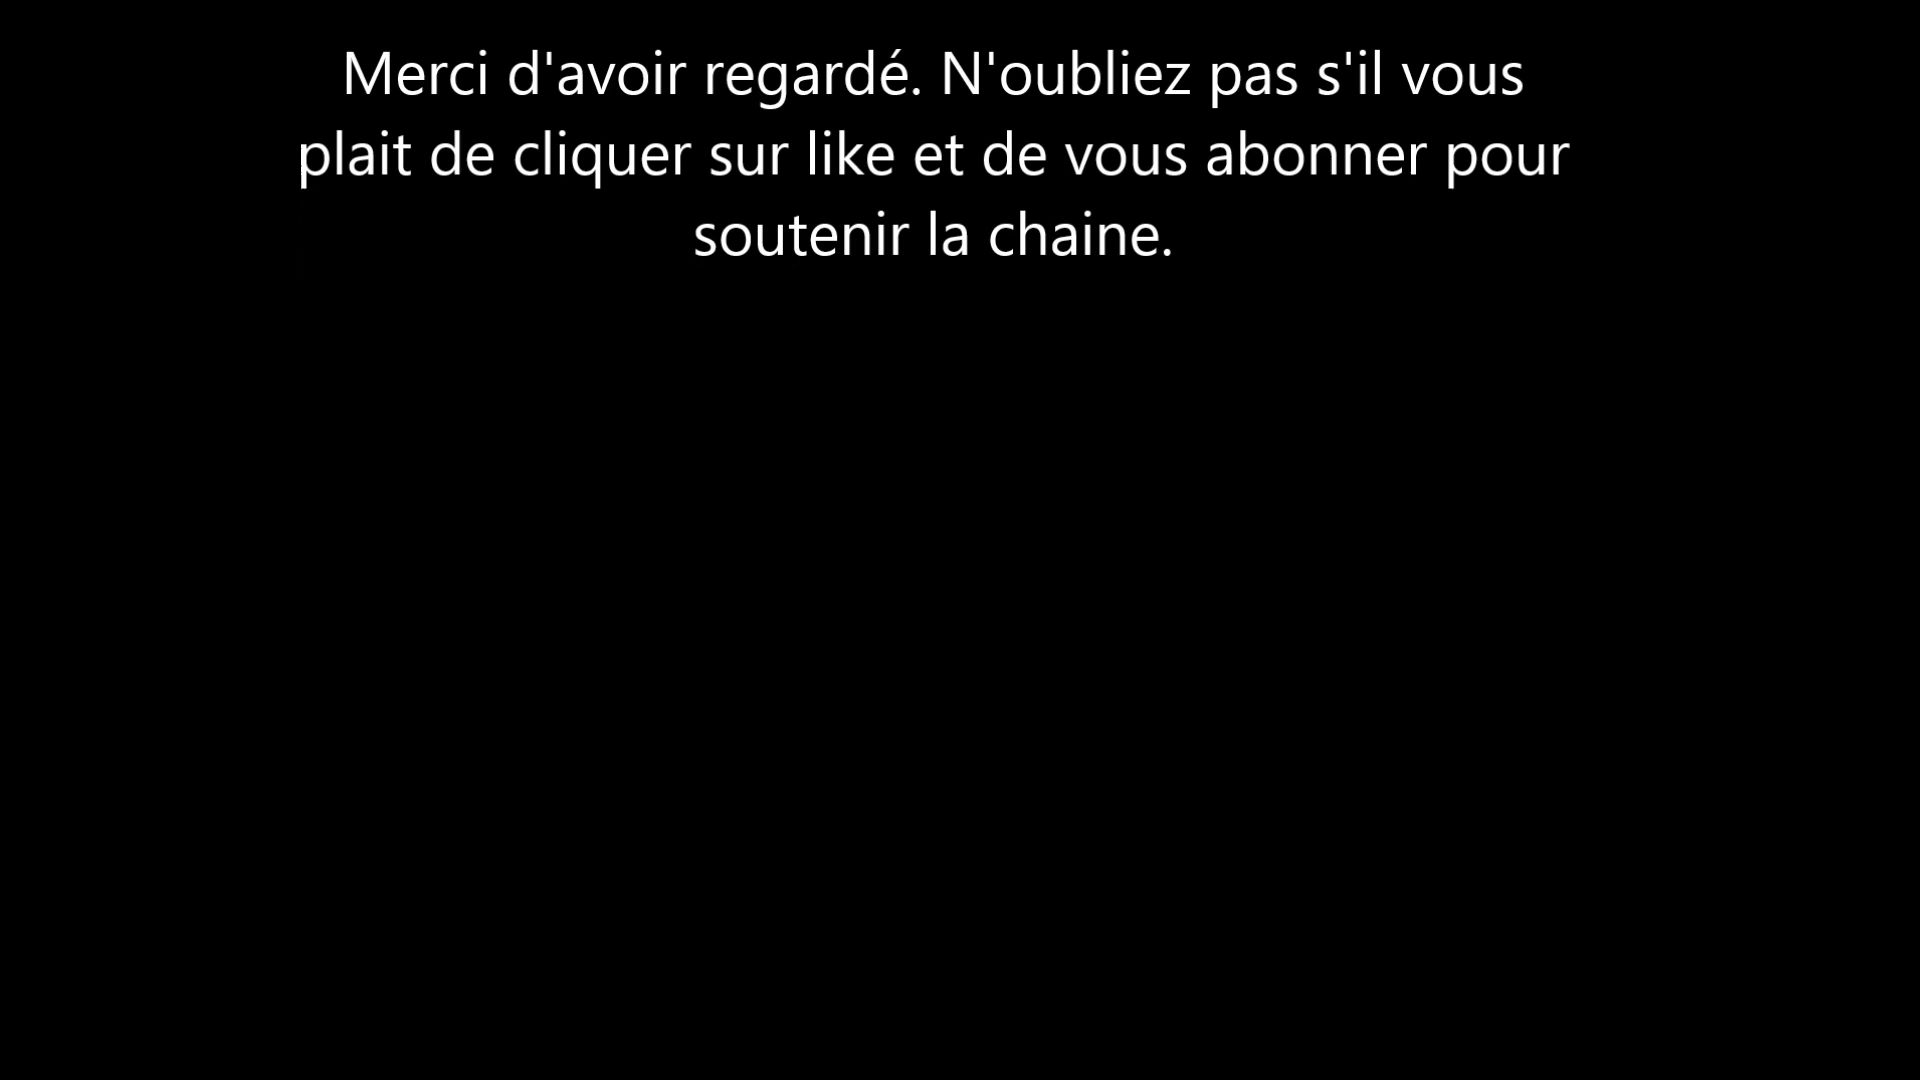 Merci d'avoir regardé. N'oubliez pas s'il vous
plait de cliquer sur like et de vous abonner pour
soutenir la chaine.